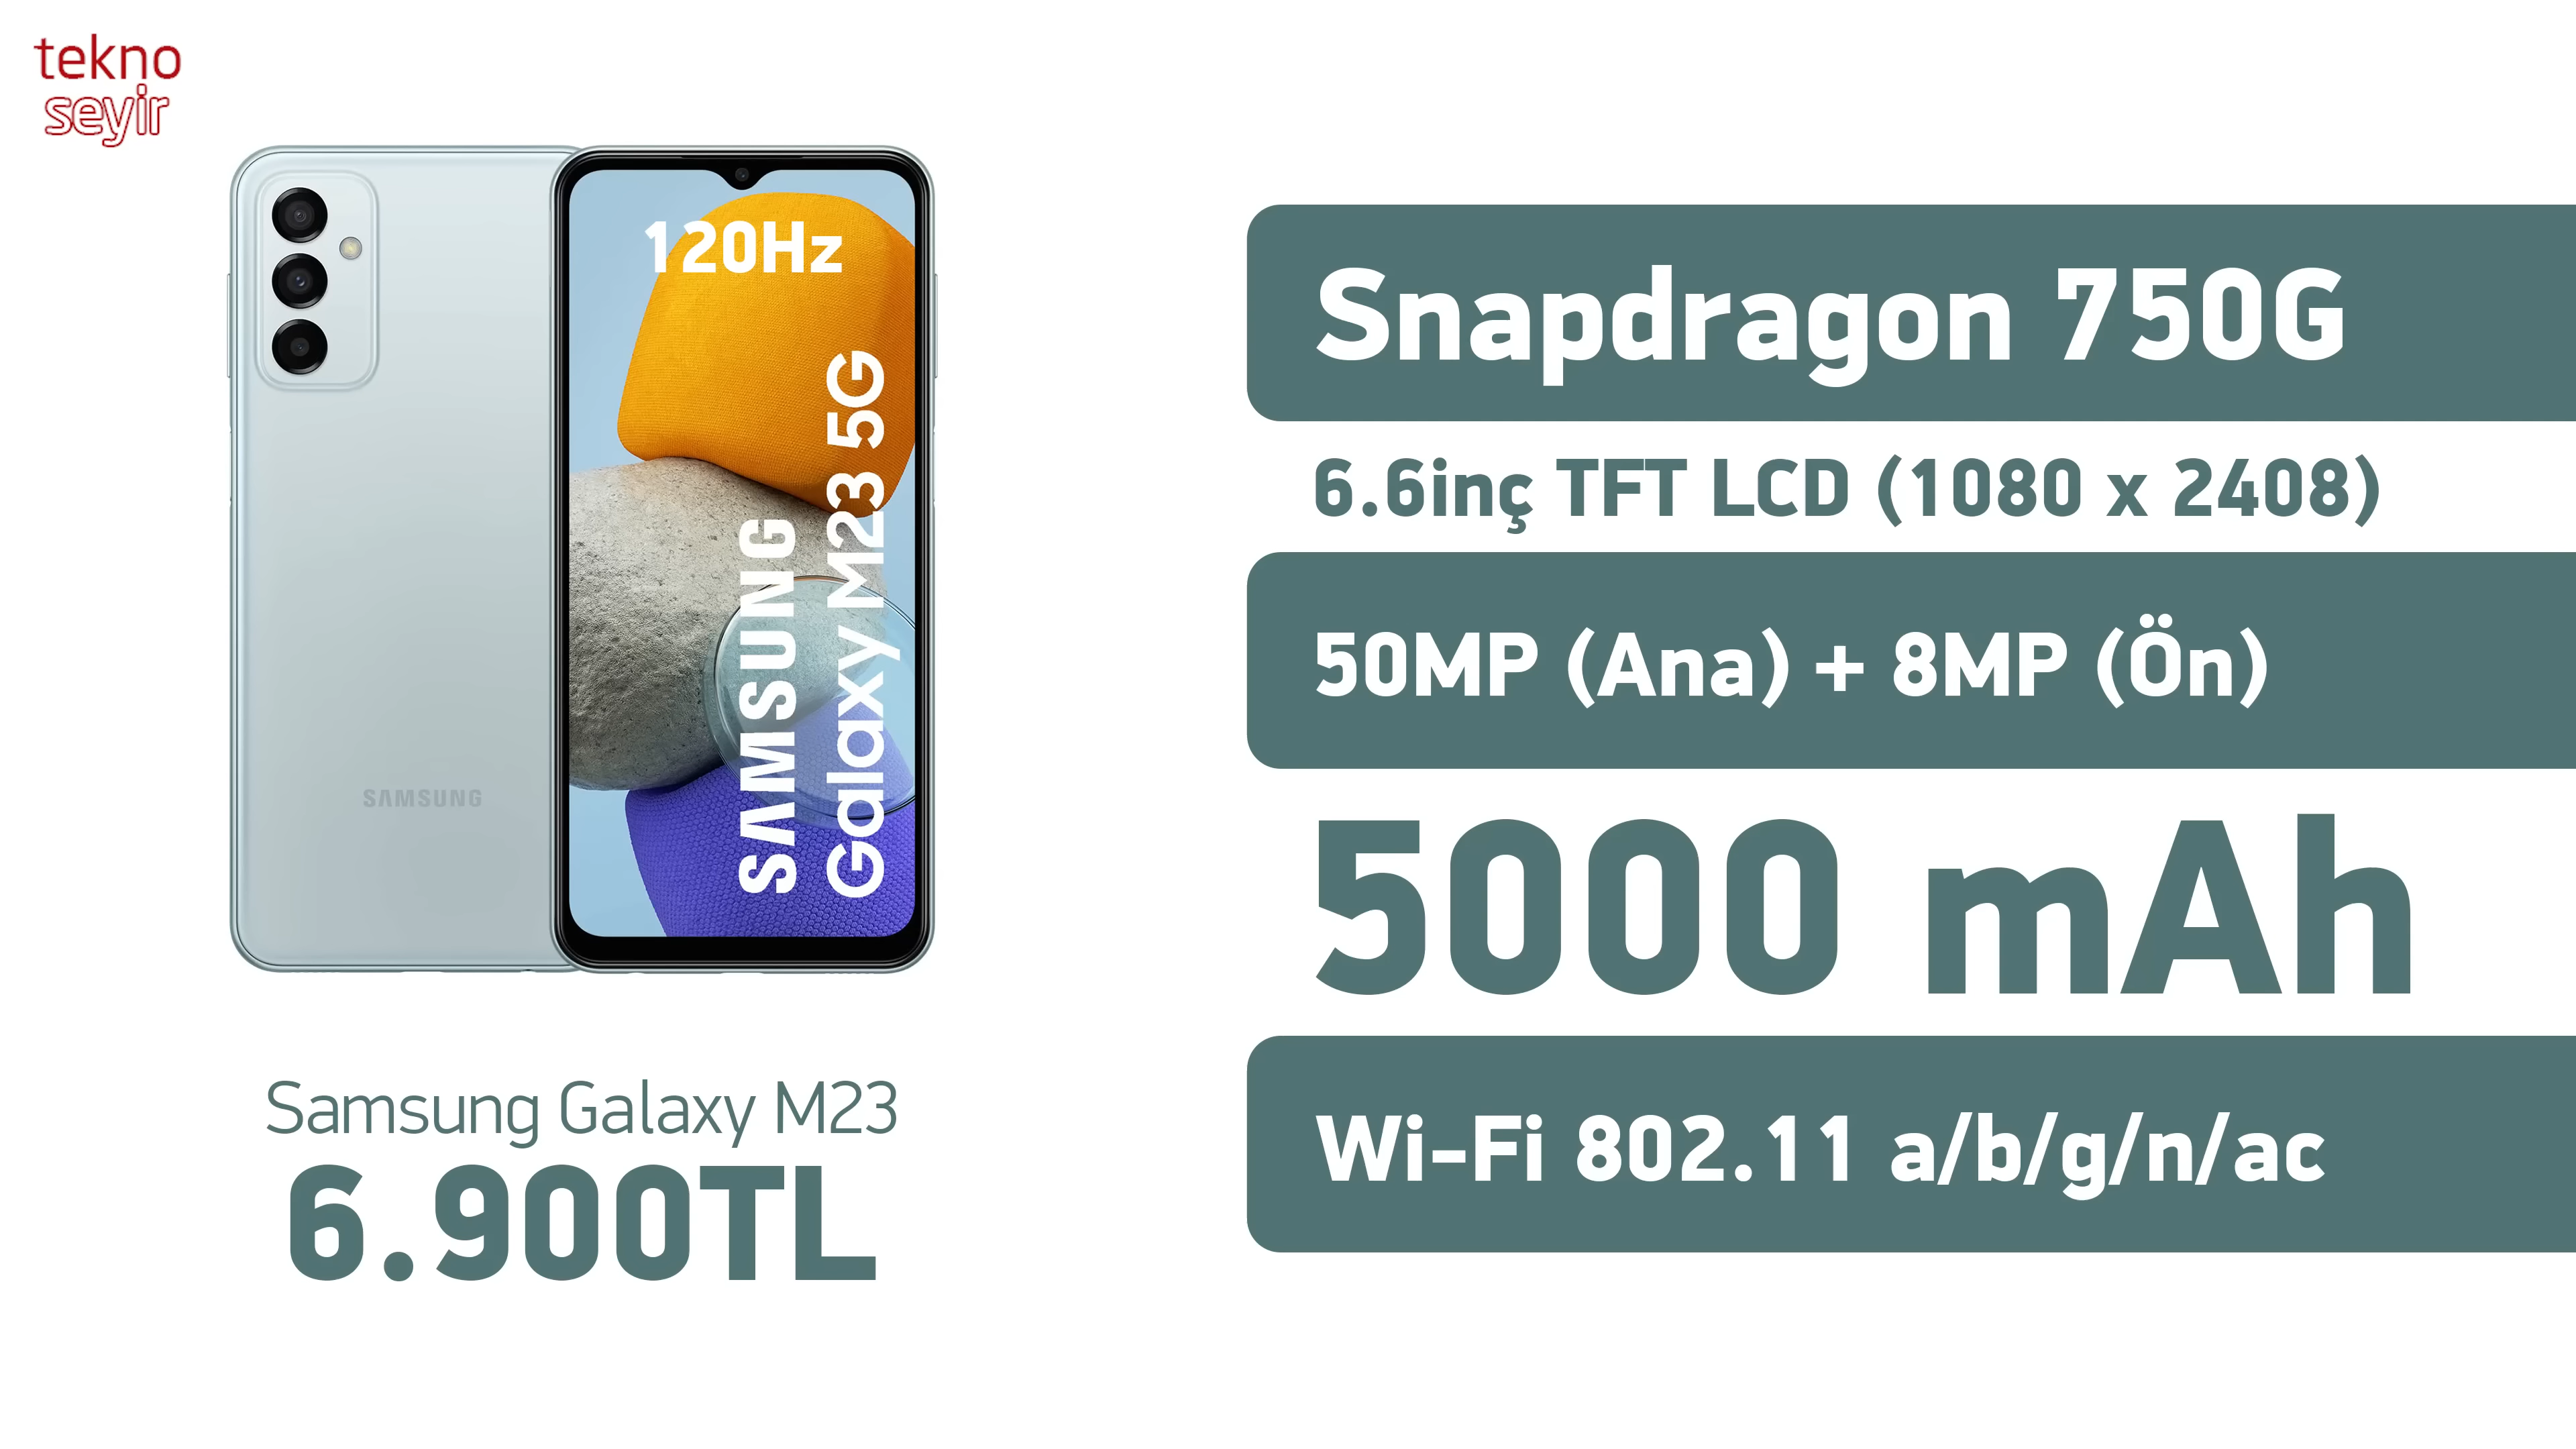 tekno
seyir
120Hz
SAMSUNG
Galaxy M23 5G
SAMSUNG
Samsung Galaxy M23
6.900TL
Snapdragon 750G
6.6inç TFT LCD (1080 x 2408)
50MP (Ana) + 8MP (Ön)
5000 mAh
Wi-Fi 802.11 a/b/g/n/ac